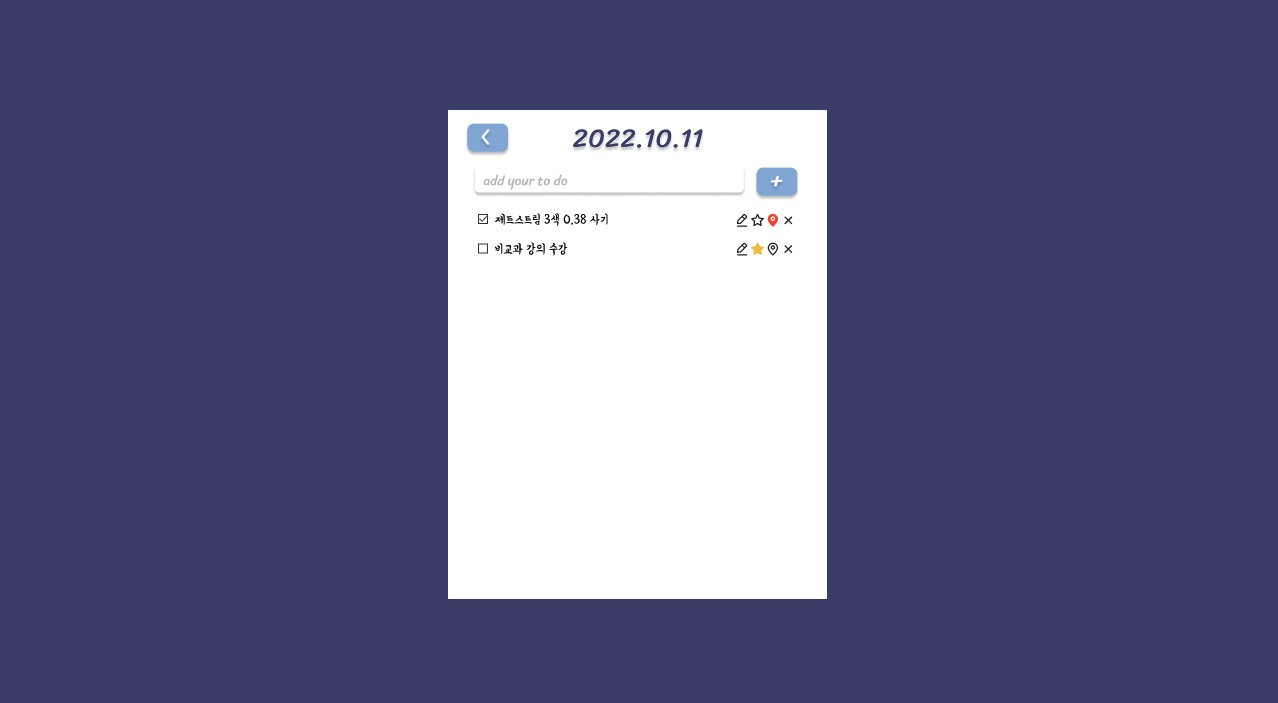 2022.10.11
add your to do
제트스트림 3색 0.38 사기
비교과 강의 수강